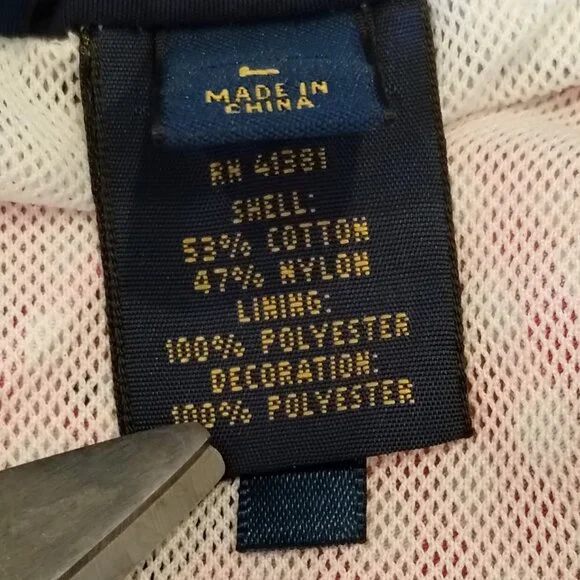 L
MADE IN
CHINA
RN 41381
SHELL:
53% COTTON
47% NYLON
LINING:
100% POLYESTER
DECORATION:
100% POLYESTER